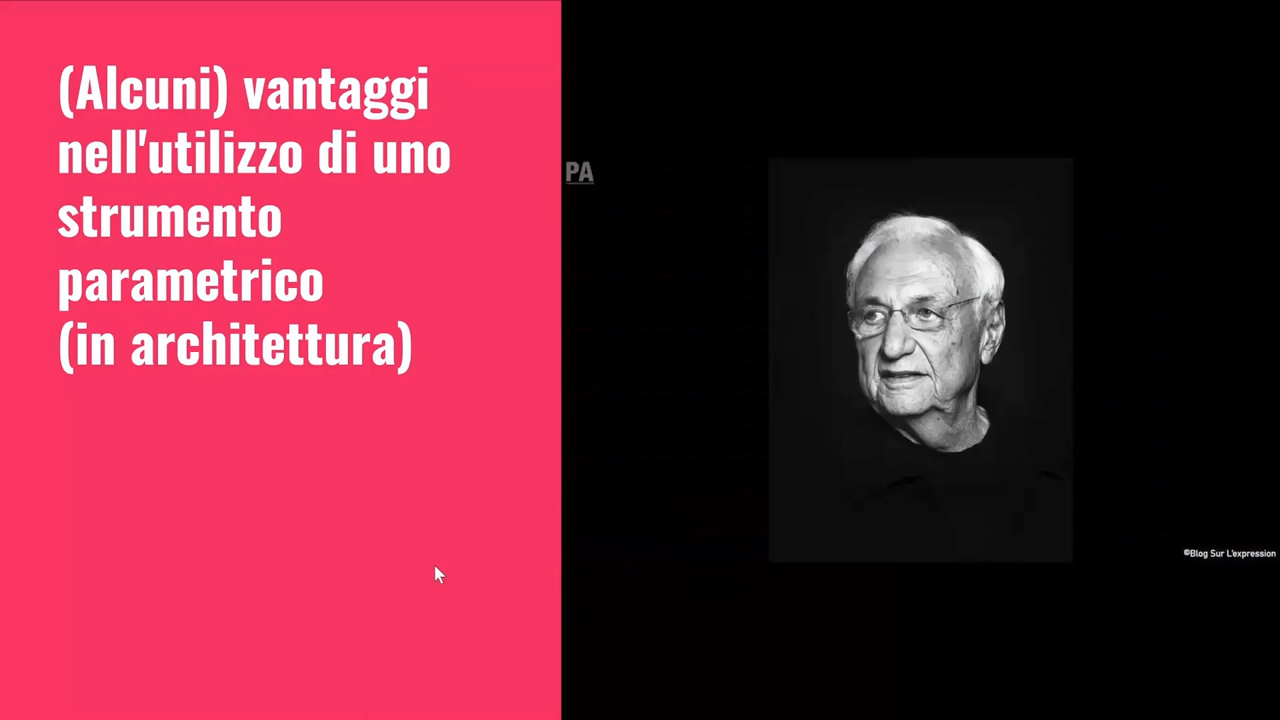 (Alcuni) vantaggi
nell'utilizzo di uno
strumento
parametrico
(in architettura)
PA
©Blog Sur L'expression